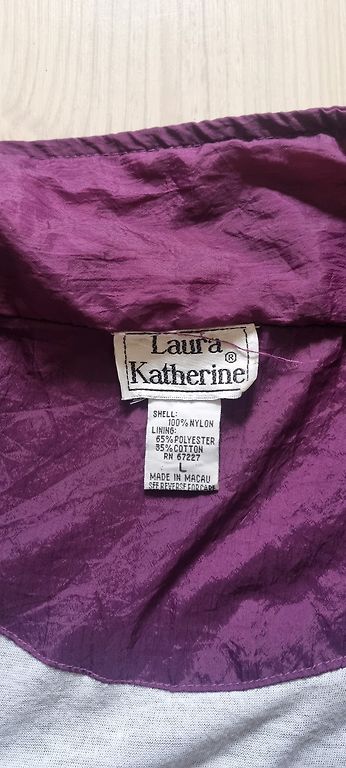 Laura
Katherine®
SHELL:
100% NYLON
LINING:
65% POLYESTER
35% COTTON
RN 67227
L
MADE IN MACAU
SEE REVERSE FOR CARE